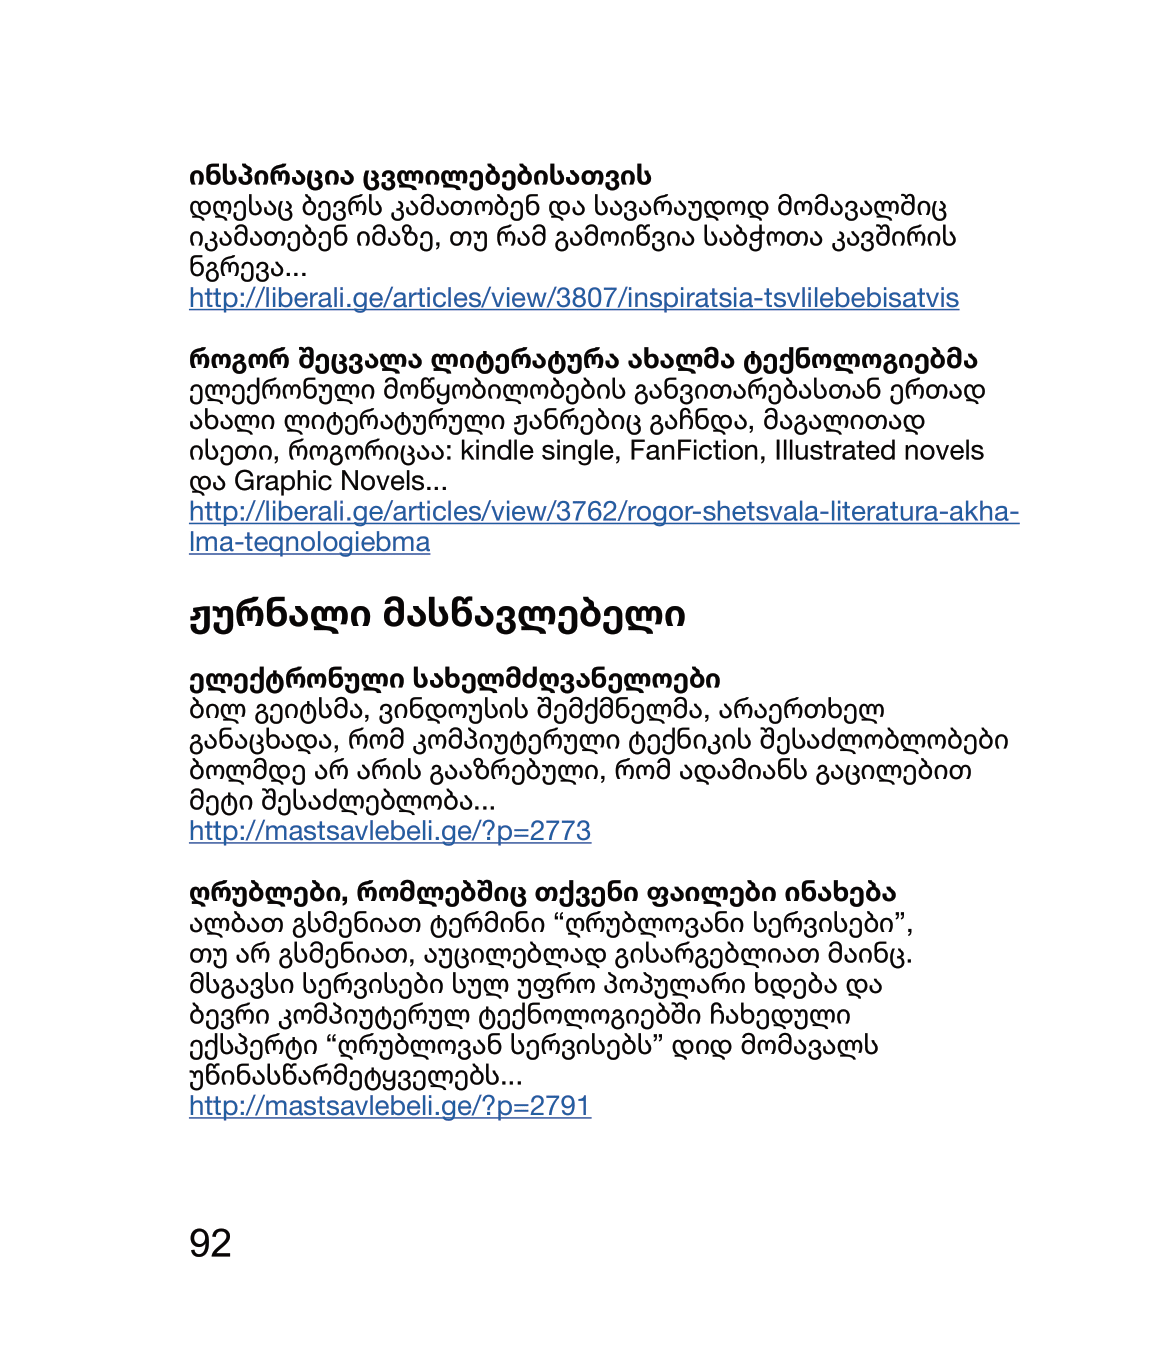 ინსპირაცია ცვლილებებისათვის
დღესაც ბევრს კამათობენ და სავარაუდოდ მომავალშიც
იკამათებენ იმაზე, თუ რამ გამოიწვია საბჭოთა კავშირის
ნგრევა...
http://liberali.ge/articles/view/3807/inspiratsia-tsvlilebebisatvis
როგორ შეცვალა ლიტერატურა ახალმა ტექნოლოგიებმა
ელექრონული მოწყობილობების განვითარებასთან ერთად
ახალი ლიტერატურული ჟანრებიც გაჩნდა, მაგალითად
ისეთი, როგორიცაა: kindle single, FanFiction, Illustrated novels
და Graphic Novels...
http://liberali.ge/articles/view/3762/rogor-shetsvala-literatura-akha-
lma-teqnologiebma
ჟურნალი მასწავლებელი
ელექტრონული სახელმძღვანელოები
ბილ გეიტსმა, ვინდოუსის შემქმნელმა, არაერთხელ
განაცხადა, რომ კომპიუტერული ტექნიკის შესაძლობლობები
ბოლმდე არ არის გააზრებული, რომ ადამიანს გაცილებით
მეტი შესაძლებლობა...
http://mastsavlebeli.ge/?p=2773
ღრუბლები, რომლებშიც თქვენი ფაილები ინახება
ალბათ გსმენიათ ტერმინი “ღრუბლოვანი სერვისები”,
თუ არ გსმენიათ, აუცილებლად გისარგებლიათ მაინც.
მსგავსი სერვისები სულ უფრო პოპულარი ხდება და
ბევრი კომპიუტერულ ტექნოლოგიებში ჩახედული
ექსპერტი “ღრუბლოვან სერვისებს” დიდ მომავალს
უწინასწარმეტყველებს...
http://mastsavlebeli.ge/?p=2791
92